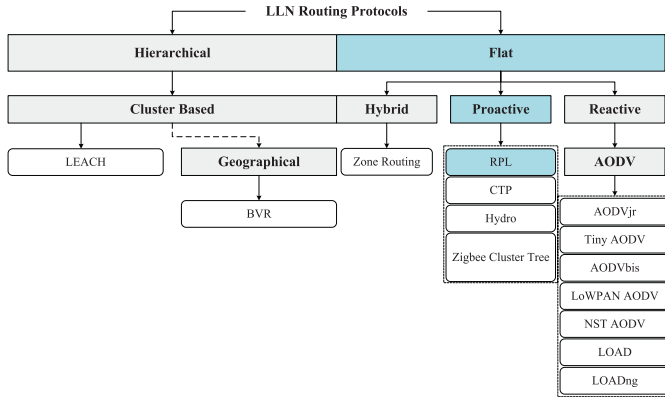 LLN Routing Protocols
Hierarchical
Flat
Cluster Based
Hybrid
Proactive
Reactive
LEACH
Geographical
Zone Routing
RPL
AODV
BVR
CTP
Hydro
Zigbee Cluster Tree
AODVjr
Tiny AODV
AODVbis
LoWPAN AODV
NST AODV
LOAD
LOADng